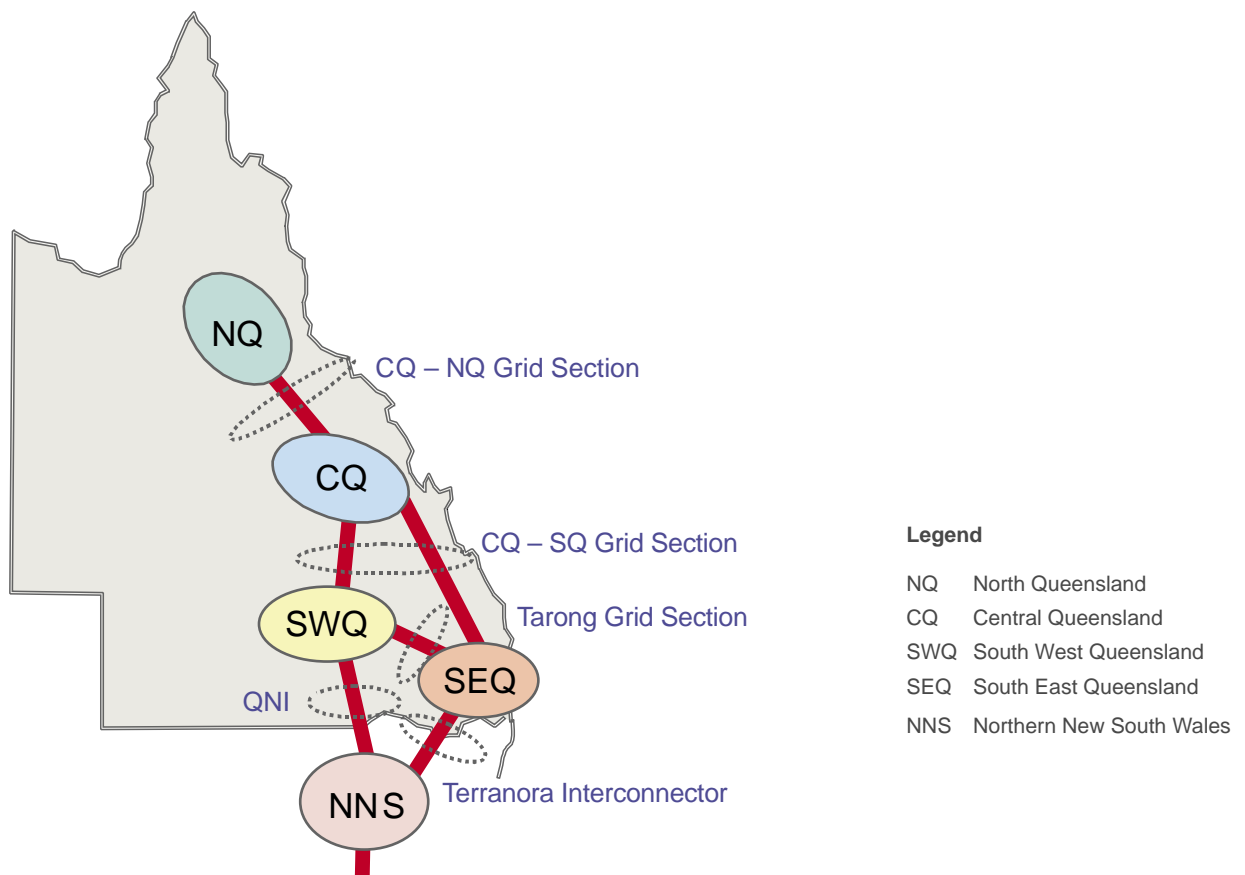 NQ
CQ – NQ Grid Section
CQ
CQ – SQ Grid Section
SWQ
Tarong Grid Section
SEQ
QNI
NNS
Terranora Interconnector
Legend
NQ North Queensland
CQ Central Queensland
SWQ South West Queensland
SEQ South East Queensland
NNS Northern New South Wales